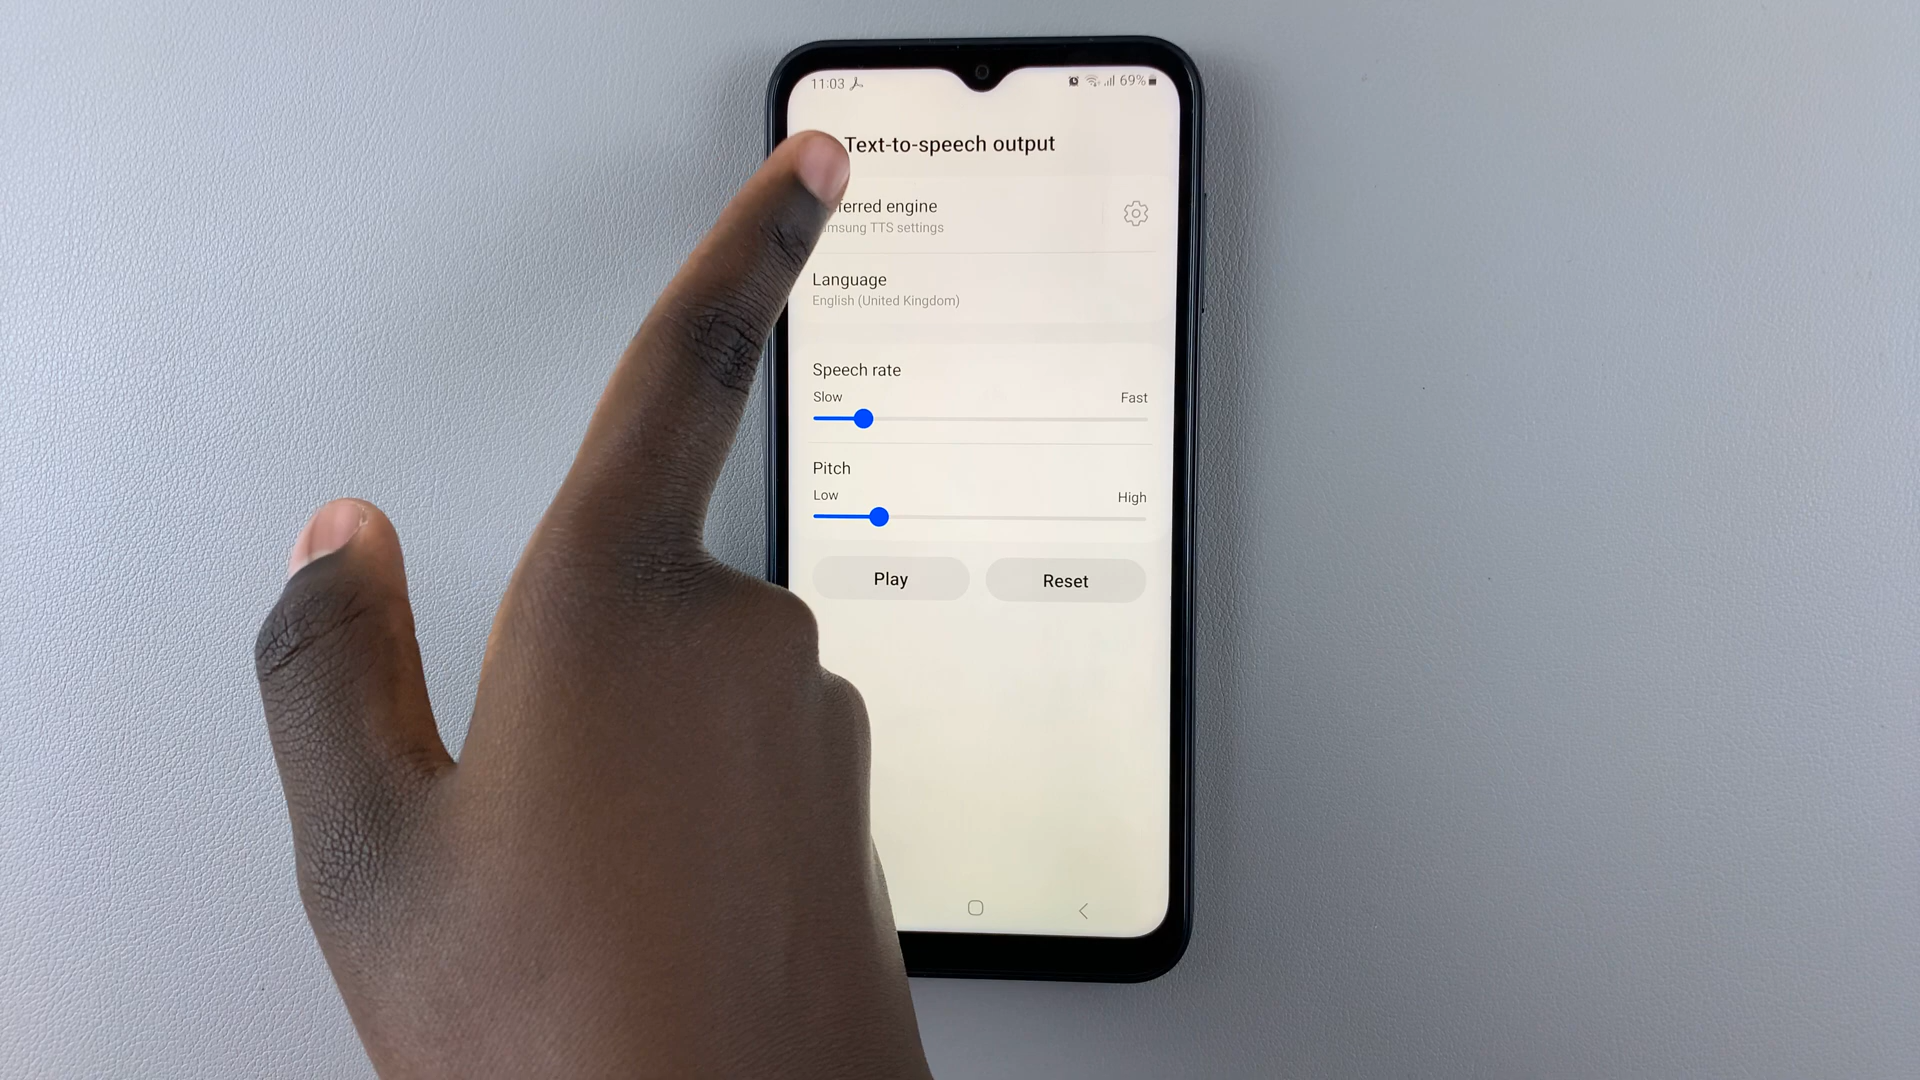 11:03 69%
Text-to-speech output
ferred engine
msung TTS settings
Language
English (United Kingdom)
Speech rate
Slow Fast
Pitch
Low High
Play Reset